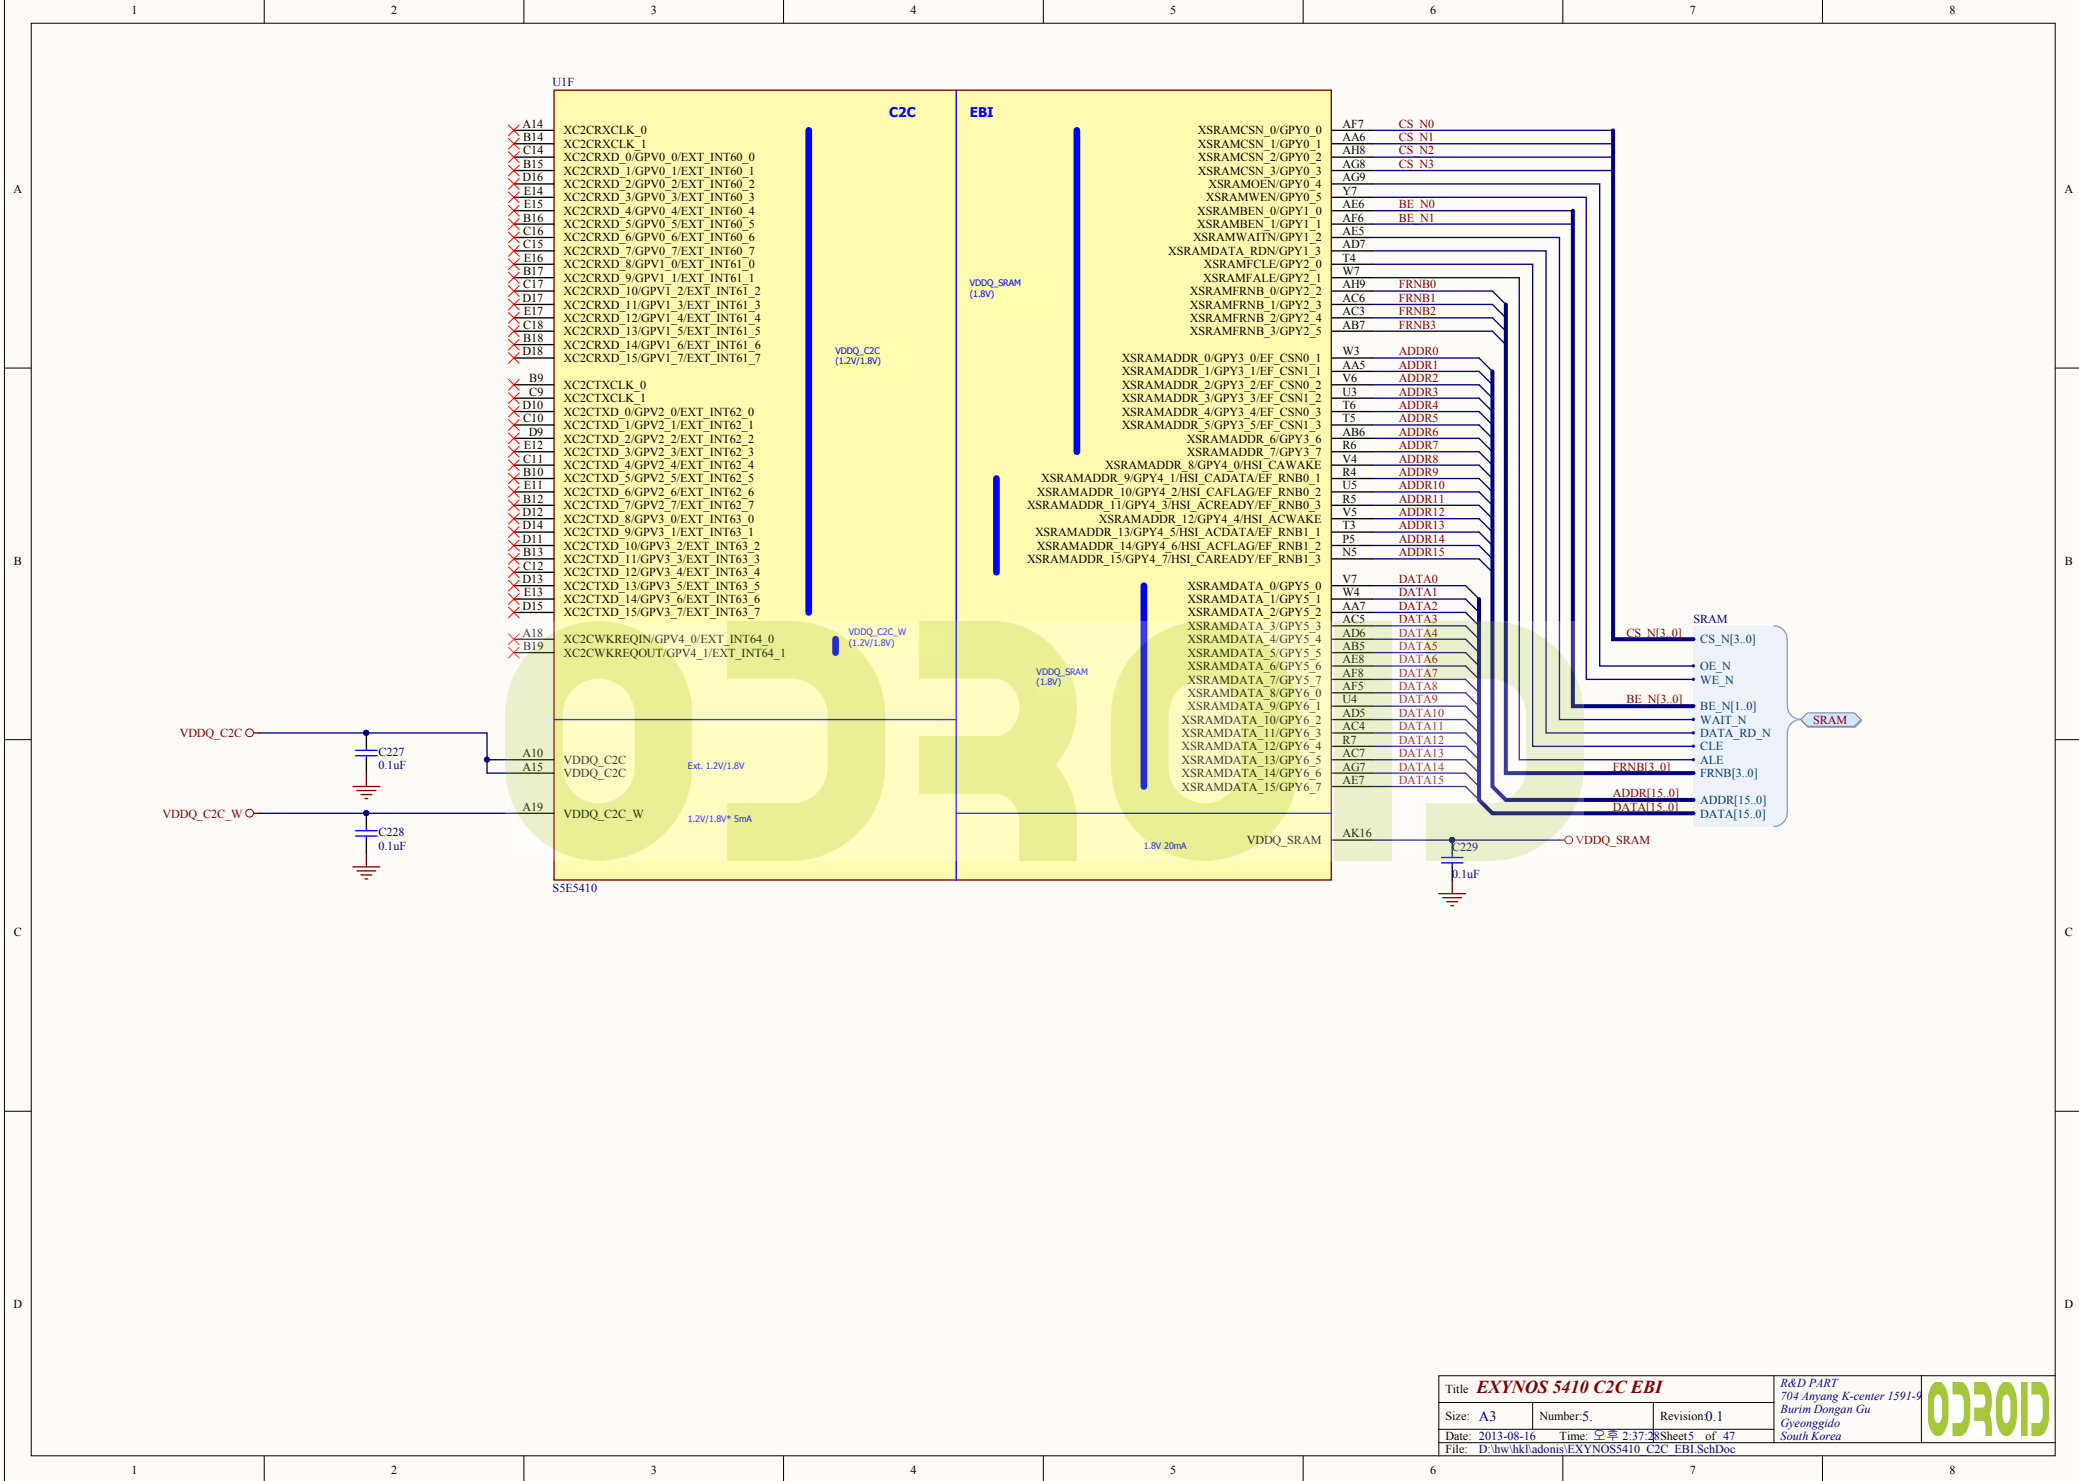 1 2 3 4 5 6 7 8
U1F
C2C EBI
A14 XC2CRXCLK_0 XSRAMCSN_0/GPY0_0 AF7 CS_N0
B14 XC2CRXCLK_1 XSRAMCSN_1/GPY0_1 AA6 CS_N1
C14 XC2CRXD_0/GPV0_0/EXT_INT60_0 XSRAMCSN_2/GPY0_2 AH8 CS_N2
B15 XC2CRXD_1/GPV0_1/EXT_INT60_1 XSRAMCSN_3/GPY0_3 AG8 CS_N3
D16 XC2CRXD_2/GPV0_2/EXT_INT60_2 XSRAMOEN/GPY0_4 AG9
A A
E14 XC2CRXD_3/GPV0_3/EXT_INT60_3 XSRAMWEN/GPY0_5 Y7
E15 XC2CRXD_4/GPV0_4/EXT_INT60_4 XSRAMBEN_0/GPY1_0 AE6 BE_N0
B16 XC2CRXD_5/GPV0_5/EXT_INT60_5 XSRAMBEN_1/GPY1_1 AF6 BE_N1
C16 XC2CRXD_6/GPV0_6/EXT_INT60_6 XSRAMWAITN/GPY1_2 AE5
C15 XC2CRXD_7/GPV0_7/EXT_INT60_7 XSRAMDATA_RDN/GPY1_3 AD7
E16 XC2CRXD_8/GPV1_0/EXT_INT61_0 XSRAMFCLE/GPY2_0 T4
B17 XC2CRXD_9/GPV1_1/EXT_INT61_1 XSRAMFALE/GPY2_1 W7
VDDQ_SRAM
(1.8V)
C17 XC2CRXD_10/GPV1_2/EXT_INT61_2 XSRAMFRNB_0/GPY2_2 AH9 FRNB0
D17 XC2CRXD_11/GPV1_3/EXT_INT61_3 XSRAMFRNB_1/GPY2_3 AC6 FRNB1
E17 XC2CRXD_12/GPV1_4/EXT_INT61_4 XSRAMFRNB_2/GPY2_4 AC3 FRNB2
C18 XC2CRXD_13/GPV1_5/EXT_INT61_5 XSRAMFRNB_3/GPY2_5 AB7 FRNB3
B18 XC2CRXD_14/GPV1_6/EXT_INT61_6
D18 XC2CRXD_15/GPV1_7/EXT_INT61_7 XSRAMADDR_0/GPY3_0/EF_CSN0_1 W3 ADDR0
VDDQ_C2C
(1.2V/1.8V)
XSRAMADDR_1/GPY3_1/EF_CSN1_1 AA5 ADDR1
B9 XC2CTXCLK_0 XSRAMADDR_2/GPY3_2/EF_CSN0_2 V6 ADDR2
C9 XC2CTXCLK_1 XSRAMADDR_3/GPY3_3/EF_CSN1_2 U3 ADDR3
D10 XC2CTXD_0/GPV2_0/EXT_INT62_0 XSRAMADDR_4/GPY3_4/EF_CSN0_3 T6 ADDR4
C10 XC2CTXD_1/GPV2_1/EXT_INT62_1 XSRAMADDR_5/GPY3_5/EF_CSN1_3 T5 ADDR5
D9 XC2CTXD_2/GPV2_2/EXT_INT62_2 XSRAMADDR_6/GPY3_6 AB6 ADDR6
E12 XC2CTXD_3/GPV2_3/EXT_INT62_3 XSRAMADDR_7/GPY3_7 R6 ADDR7
C11 XC2CTXD_4/GPV2_4/EXT_INT62_4 XSRAMADDR_8/GPY4_0/HSI_CAWAKE V4 ADDR8
B10 XC2CTXD_5/GPV2_5/EXT_INT62_5 XSRAMADDR_9/GPY4_1/HSI_CADATA/EF_RNB0_1 R4 ADDR9
E11 XC2CTXD_6/GPV2_6/EXT_INT62_6 XSRAMADDR_10/GPY4_2/HSI_CAFLAG/EF_RNB0_2 U5 ADDR10
B12 XC2CTXD_7/GPV2_7/EXT_INT62_7 XSRAMADDR_11/GPY4_3/HSI_ACREADY/EF_RNB0_3 R5 ADDR11
D12 XC2CTXD_8/GPV3_0/EXT_INT63_0 XSRAMADDR_12/GPY4_4/HSI_ACWAKE V5 ADDR12
D14 XC2CTXD_9/GPV3_1/EXT_INT63_1 XSRAMADDR_13/GPY4_5/HSI_ACDATA/EF_RNB1_1 T3 ADDR13
D11 XC2CTXD_10/GPV3_2/EXT_INT63_2 XSRAMADDR_14/GPY4_6/HSI_ACFLAG/EF_RNB1_2 P5 ADDR14
B13 XC2CTXD_11/GPV3_3/EXT_INT63_3 XSRAMADDR_15/GPY4_7/HSI_CAREADY/EF_RNB1_3 N5 ADDR15
B B
C12 XC2CTXD_12/GPV3_4/EXT_INT63_4
D13 XC2CTXD_13/GPV3_5/EXT_INT63_5 XSRAMDATA_0/GPY5_0 V7 DATA0
E13 XC2CTXD_14/GPV3_6/EXT_INT63_6 XSRAMDATA_1/GPY5_1 W4 DATA1
D15 XC2CTXD_15/GPV3_7/EXT_INT63_7 XSRAMDATA_2/GPY5_2 AA7 DATA2
XSRAMDATA_3/GPY5_3 AC5 DATA3 SRAM
A18 XC2CWKREQIN/GPV4_0/EXT_INT64_0 VDDQ_C2C_W XSRAMDATA_4/GPY5_4 AD6 DATA4 CS_N[3..0] CS_N[3..0]
B19 XC2CWKREQOUT/GPV4_1/EXT_INT64_1 (1.2V/1.8V) XSRAMDATA_5/GPY5_5 AB5 DATA5
XSRAMDATA_6/GPY5_6 AE8 DATA6 OE_N
VDDQ_SRAM
(1.8V)
XSRAMDATA_7/GPY5_7 AF8 DATA7 WE_N
XSRAMDATA_8/GPY6_0 AF5 DATA8
XSRAMDATA_9/GPY6_1 U4 DATA9 BE_N[3..0] BE_N[1..0]
XSRAMDATA_10/GPY6_2 AD5 DATA10 WAIT_N SRAM
VDDQ_C2C XSRAMDATA_11/GPY6_3 AC4 DATA11 DATA_RD_N
C227 XSRAMDATA_12/GPY6_4 R7 DATA12 CLE
0.1uF A10 VDDQ_C2C XSRAMDATA_13/GPY6_5 AC7 DATA13 ALE
A15 VDDQ_C2C Ext. 1.2V/1.8V XSRAMDATA_14/GPY6_6 AG7 DATA14 FRNB[3..0] FRNB[3..0]
XSRAMDATA_15/GPY6_7 AE7 DATA15
ADDR[15..0] ADDR[15..0]
VDDQ_C2C_W A19 VDDQ_C2C_W 1.2V/1.8V* 5mA DATA[15..0] DATA[15..0]
C228
0.1uF
1.8V 20mA VDDQ_SRAM AK16 VDDQ_SRAM
C229
0.1uF
ODROID
S5E5410
C C
D D
Title EXYNOS 5410 C2C EBI
Size: A3 Number:5. Revision:0.1
Date: 2013-08-16 Time: 오후 2:37:28 Sheet5 of 47
File: D:\hw\hkl\adonis\EXYNOS5410_C2C_EBI.SchDoc
R&D PART
704 Anyang K-center 1591-9
Burim Dongan Gu
Gyeonggido
South Korea
ODROID
1 2 3 4 5 6 7 8